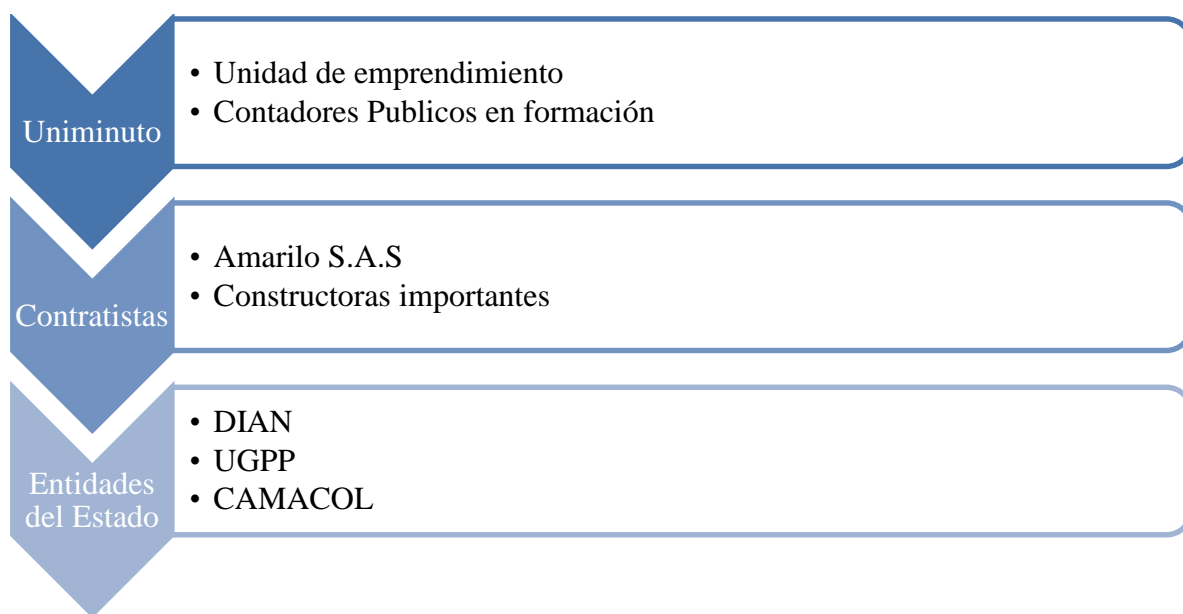 Uniminuto
• Unidad de emprendimiento
• Contadores Publicos en formación
Contratistas
• Amarilo S.A.S
• Constructoras importantes
Entidades
del Estado
• DIAN
• UGPP
• CAMACOL